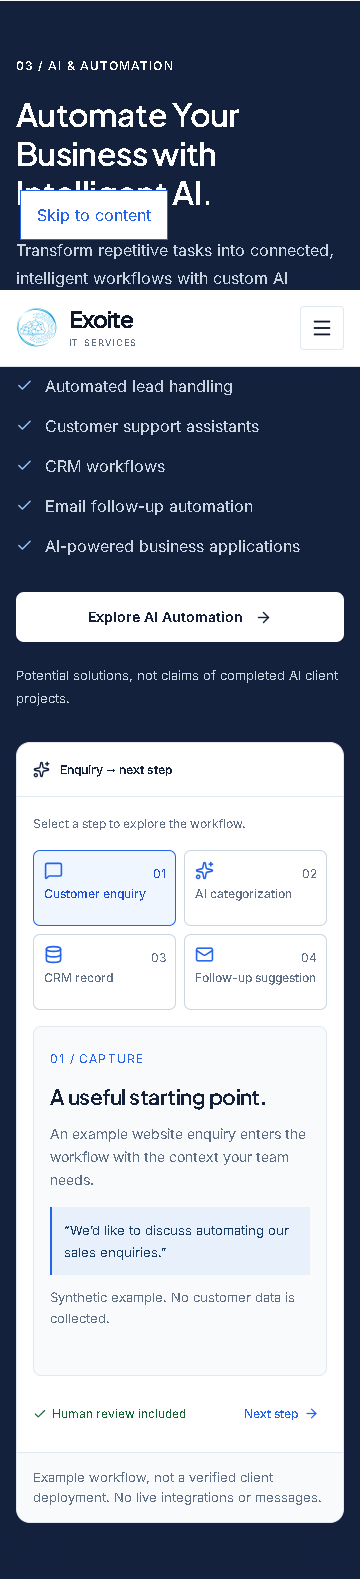 03 / AI & AUTOMATION
Automate Your
Business with
Intelligent AI.
Skip to content
Transform repetitive tasks into connected,
intelligent workflows with custom AI
Exoite
IT SERVICES
Automated lead handling
Customer support assistants
CRM workflows
Email follow-up automation
AI-powered business applications
Explore AI Automation →
Potential solutions, not claims of completed AI client
projects.
Enquiry → next step
Select a step to explore the workflow.
01
Customer enquiry
02
AI categorization
03
CRM record
04
Follow-up suggestion
01 / CAPTURE
A useful starting point.
An example website enquiry enters the
workflow with the context your team
needs.
“We’d like to discuss automating our
sales enquiries.”
Synthetic example. No customer data is
collected.
Human review included
Next step →
Example workflow, not a verified client
deployment. No live integrations or messages.